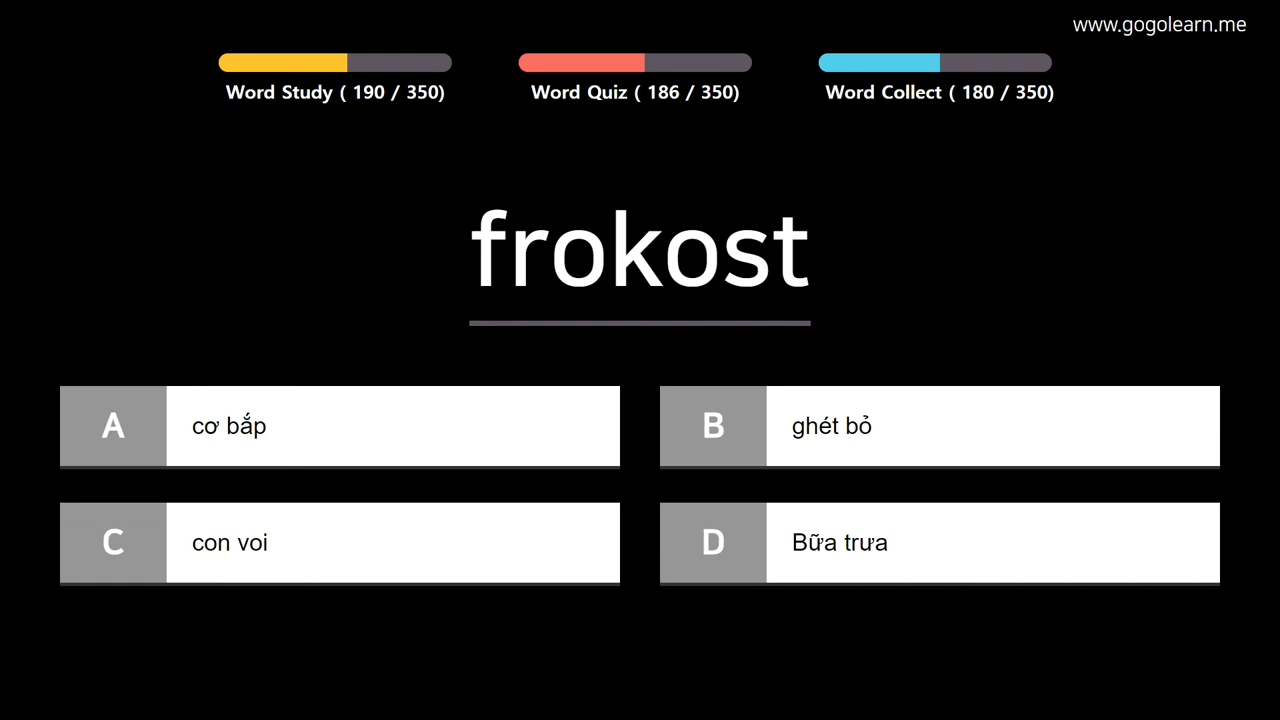 www.gogolearn.me
Word Study ( 190 / 350)
Word Quiz ( 186 / 350)
Word Collect ( 180 / 350)
frokost
A cơ bắp
B ghét bỏ
C con voi
D Bữa trưa